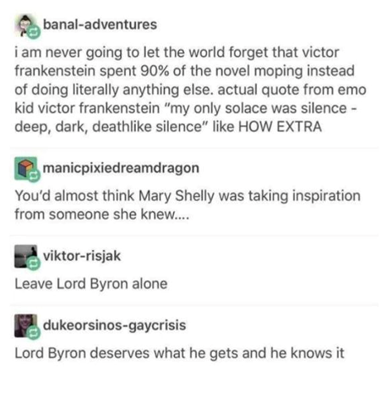 banal-adventures
i am never going to let the world forget that victor
frankenstein spent 90% of the novel moping instead
of doing literally anything else. actual quote from emo
kid victor frankenstein "my only solace was silence -
deep, dark, deathlike silence" like HOW EXTRA
manicpixiedreamdragon
You'd almost think Mary Shelly was taking inspiration
from someone she knew....
viktor-risjak
Leave Lord Byron alone
dukeorsinos-gaycrisis
Lord Byron deserves what he gets and he knows it